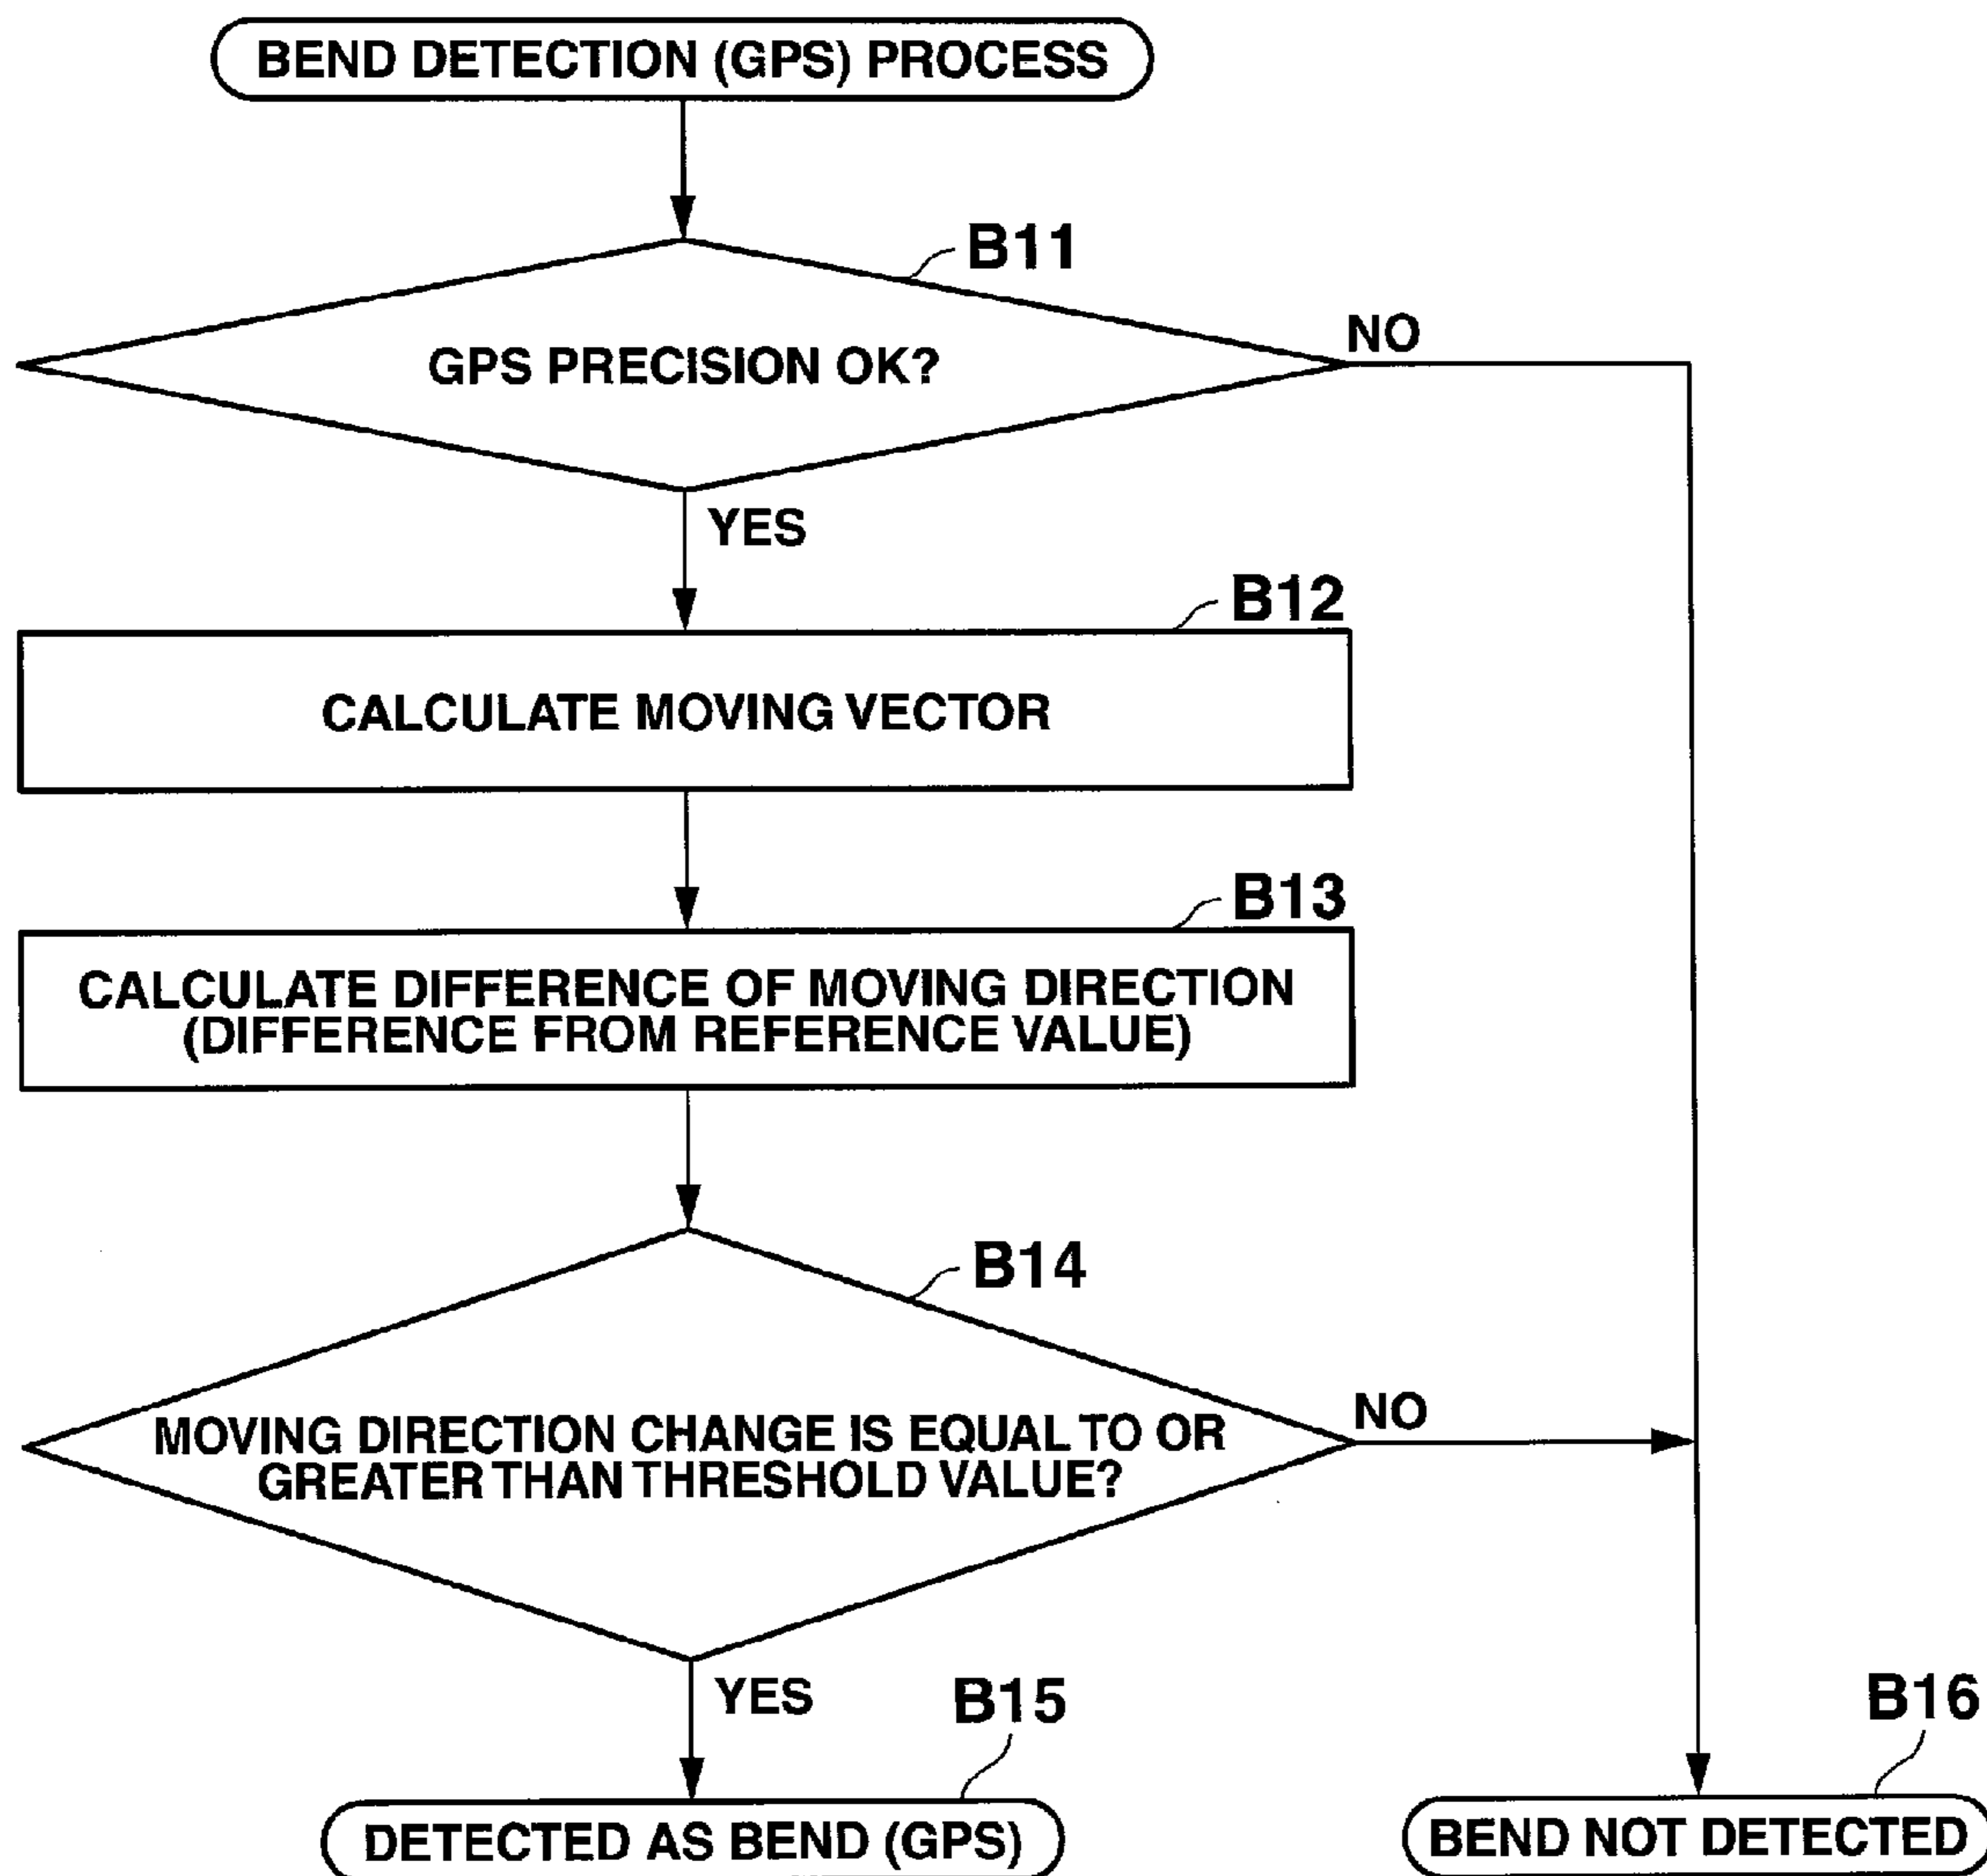 BEND DETECTION (GPS) PROCESS
B11
GPS PRECISION OK?
NO
YES
B12
CALCULATE MOVING VECTOR
B13
CALCULATE DIFFERENCE OF MOVING DIRECTION
(DIFFERENCE FROM REFERENCE VALUE)
B14
MOVING DIRECTION CHANGE IS EQUAL TO OR
GREATER THAN THRESHOLD VALUE?
NO
YES
B15
B16
DETECTED AS BEND (GPS)
BEND NOT DETECTED